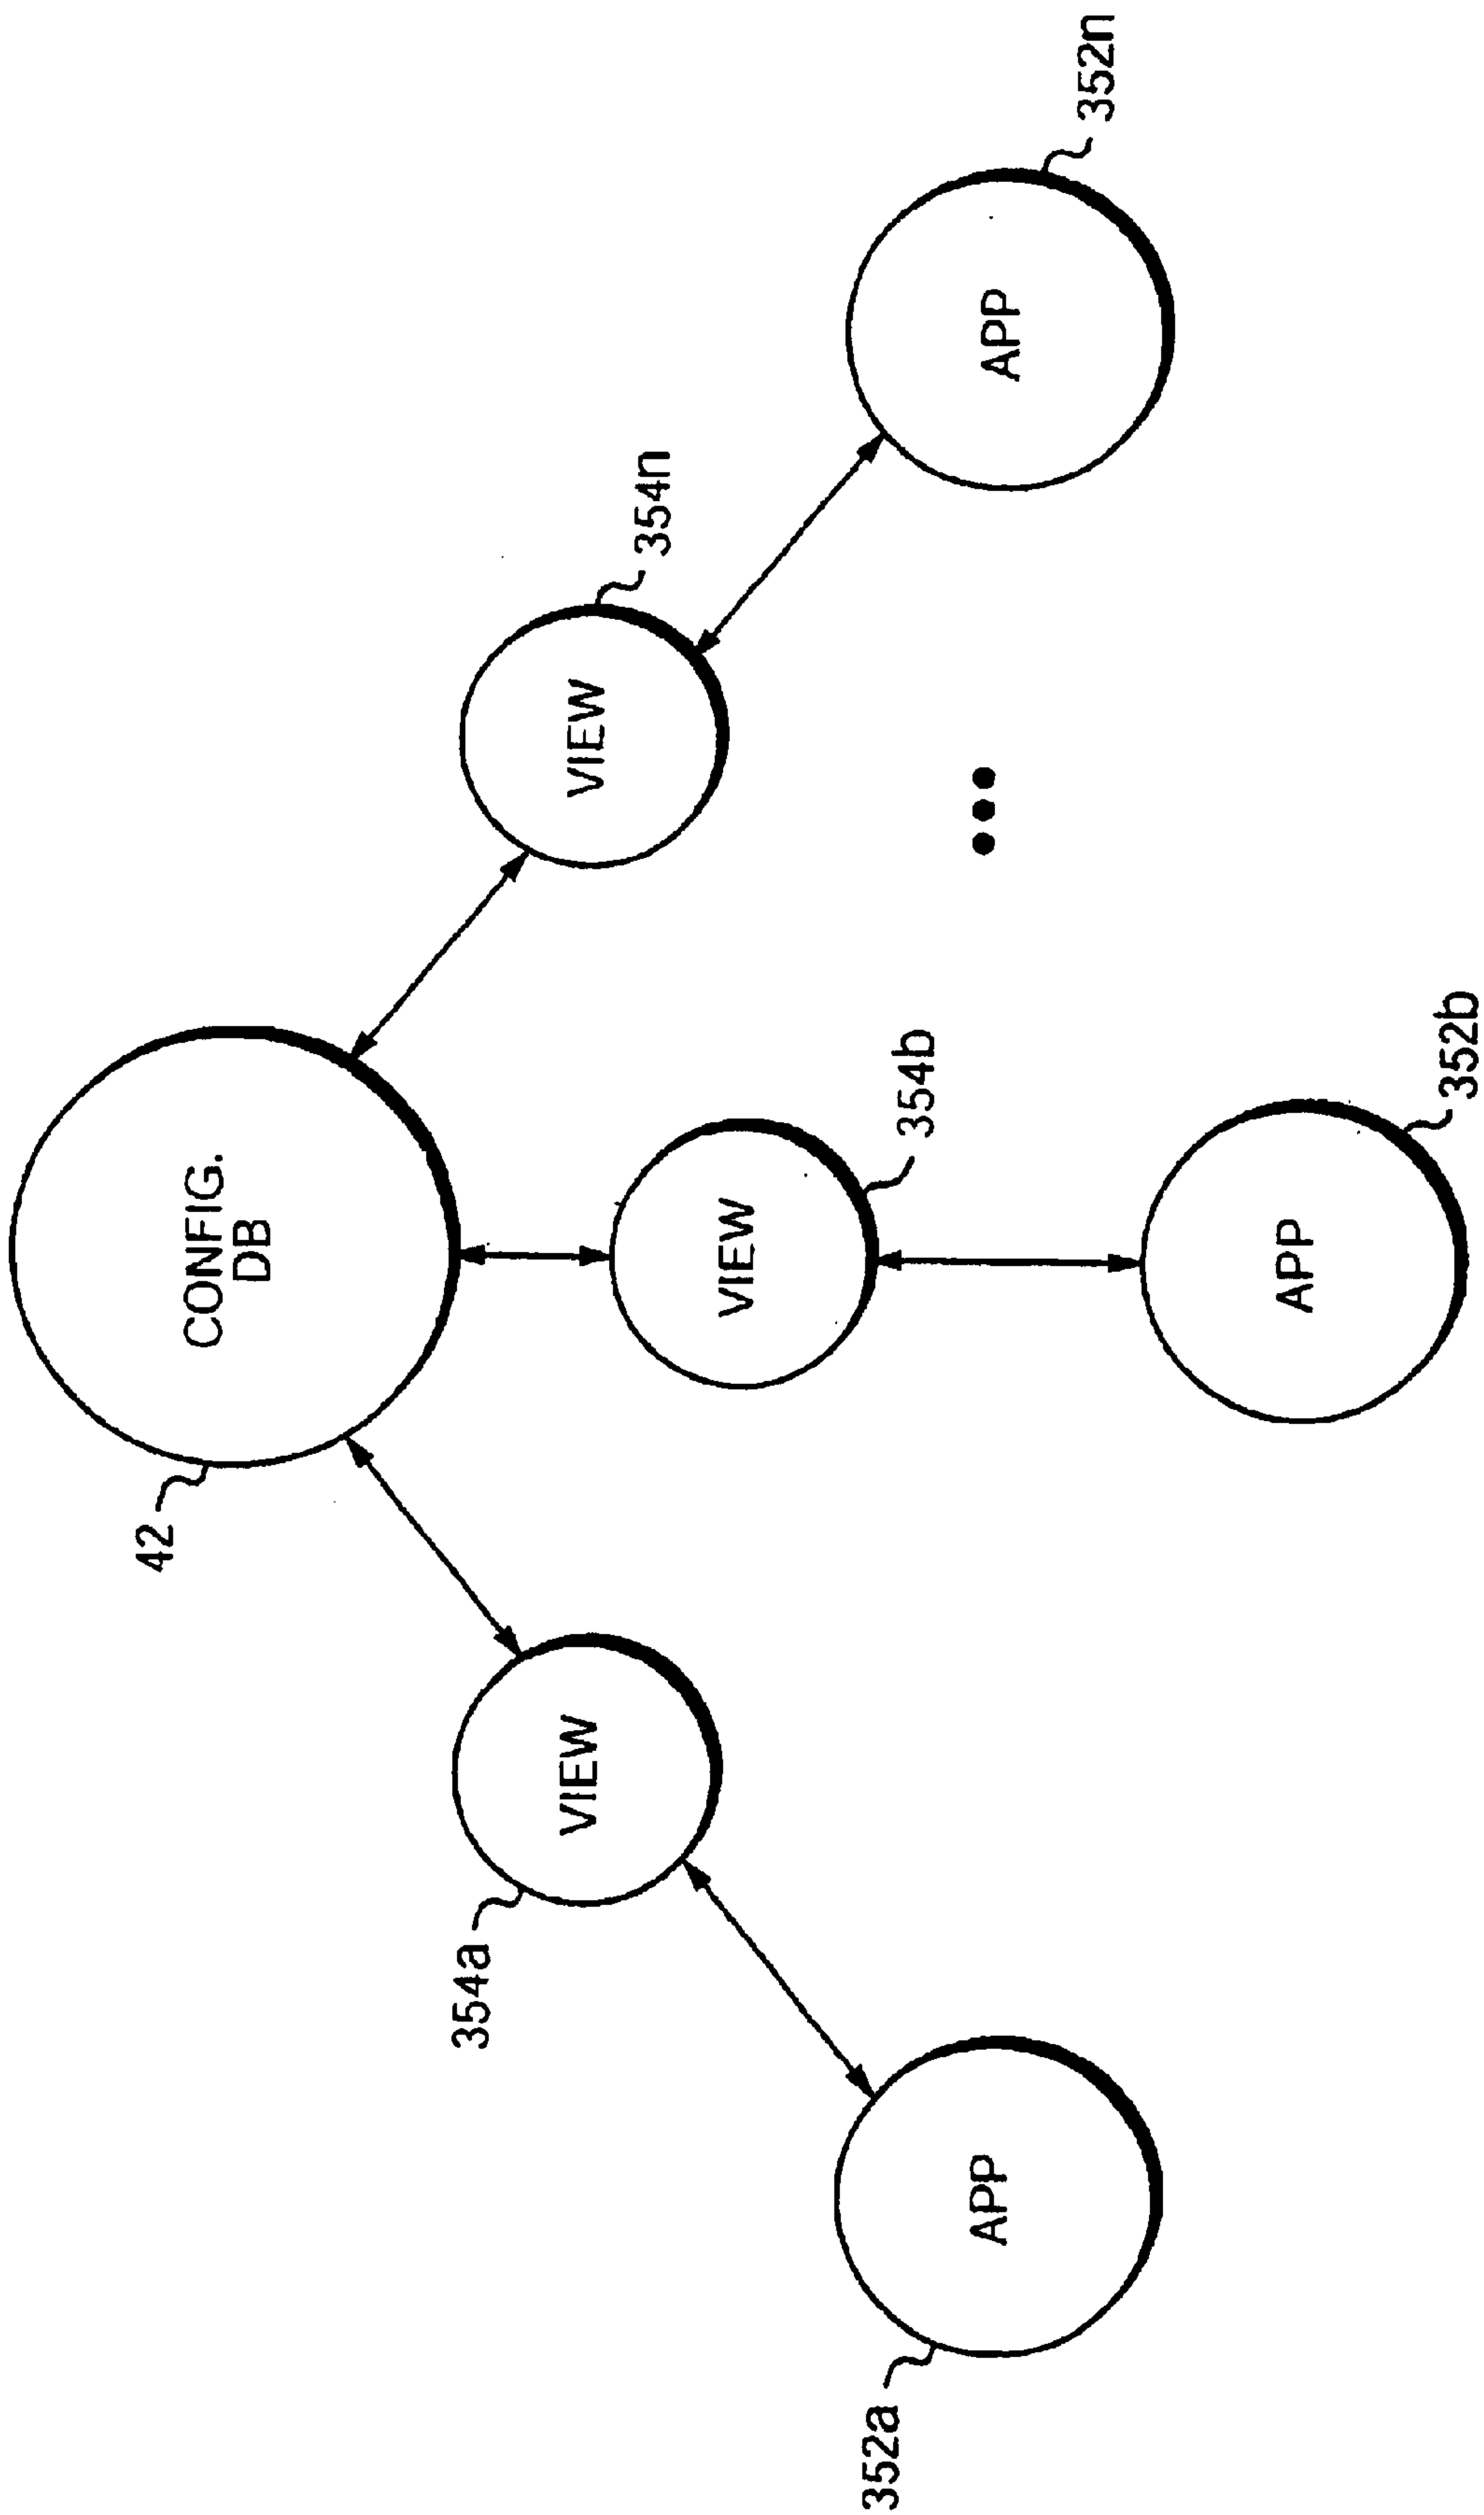 42
CONFIG.
DB
354a
VIEW
VIEW
354b
VIEW
354n
352a
APP
APP
352b
APP
352n